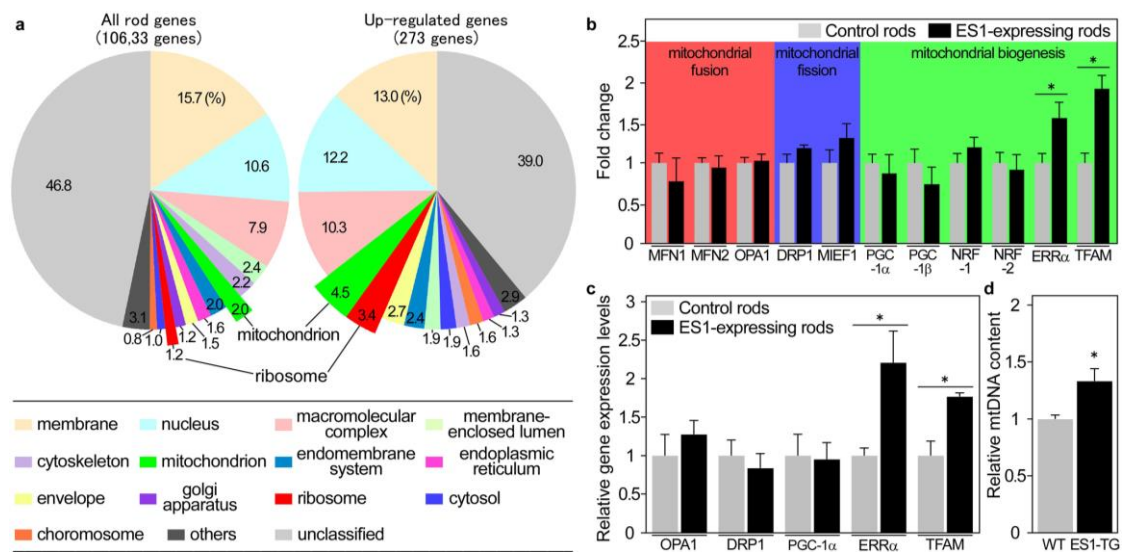 a
All rod genes
(106,33 genes)
15.7 (%)
10.6
7.9
2.4
2.2
2.0
2.0
1.6
1.5
1.2
1.2
1.0
0.8
3.1
46.8
Up-regulated genes
(273 genes)
13.0 (%)
12.2
10.3
4.5
3.4
2.7
2.4
1.9
1.9
1.6
1.6
1.3
1.3
2.9
39.0
mitochondrion
ribosome
membrane
nucleus
macromolecular
complex
membrane-
enclosed lumen
cytoskeleton
mitochondrion
endomembrane
system
endoplasmic
reticulum
envelope
golgi
apparatus
ribosome
cytosol
choromosome
others
unclassified
b
Control rods
ES1-expressing rods
mitochondrial
fusion
mitochondrial
fission
mitochondrial biogenesis
Fold change
2.5
2
1.5
1
0.5
0
*
*
MFN1 MFN2 OPA1 DRP1 MIEF1 PGC-1α PGC-1β NRF-1 NRF-2 ERRα TFAM
c
Control rods
ES1-expressing rods
Relative gene expression levels
3
2.5
2
1.5
1
0.5
0
*
*
OPA1 DRP1 PGC-1α ERRα TFAM
d
Relative mtDNA content
2
1.5
1
0.5
0
*
WT ES1-TG